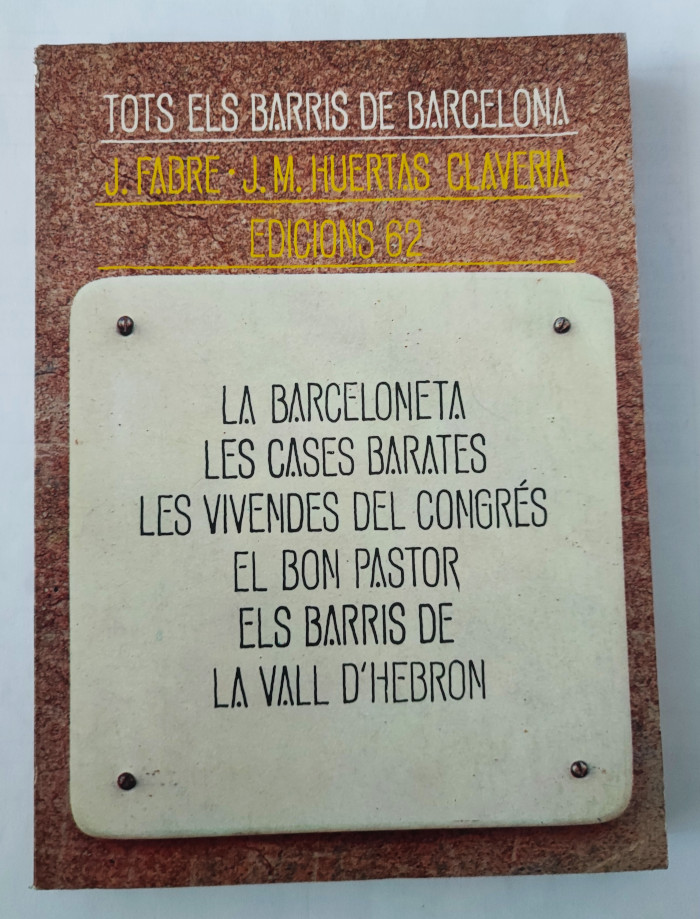 TOTS ELS BARRIS DE BARCELONA
J. FABRE · J. M. HUERTAS CLAVERIA
EDICIONS 62
LA BARCELONETA
LES CASES BARATES
LES VIVENDES DEL CONGRÉS
EL BON PASTOR
ELS BARRIS DE
LA VALL D'HEBRON